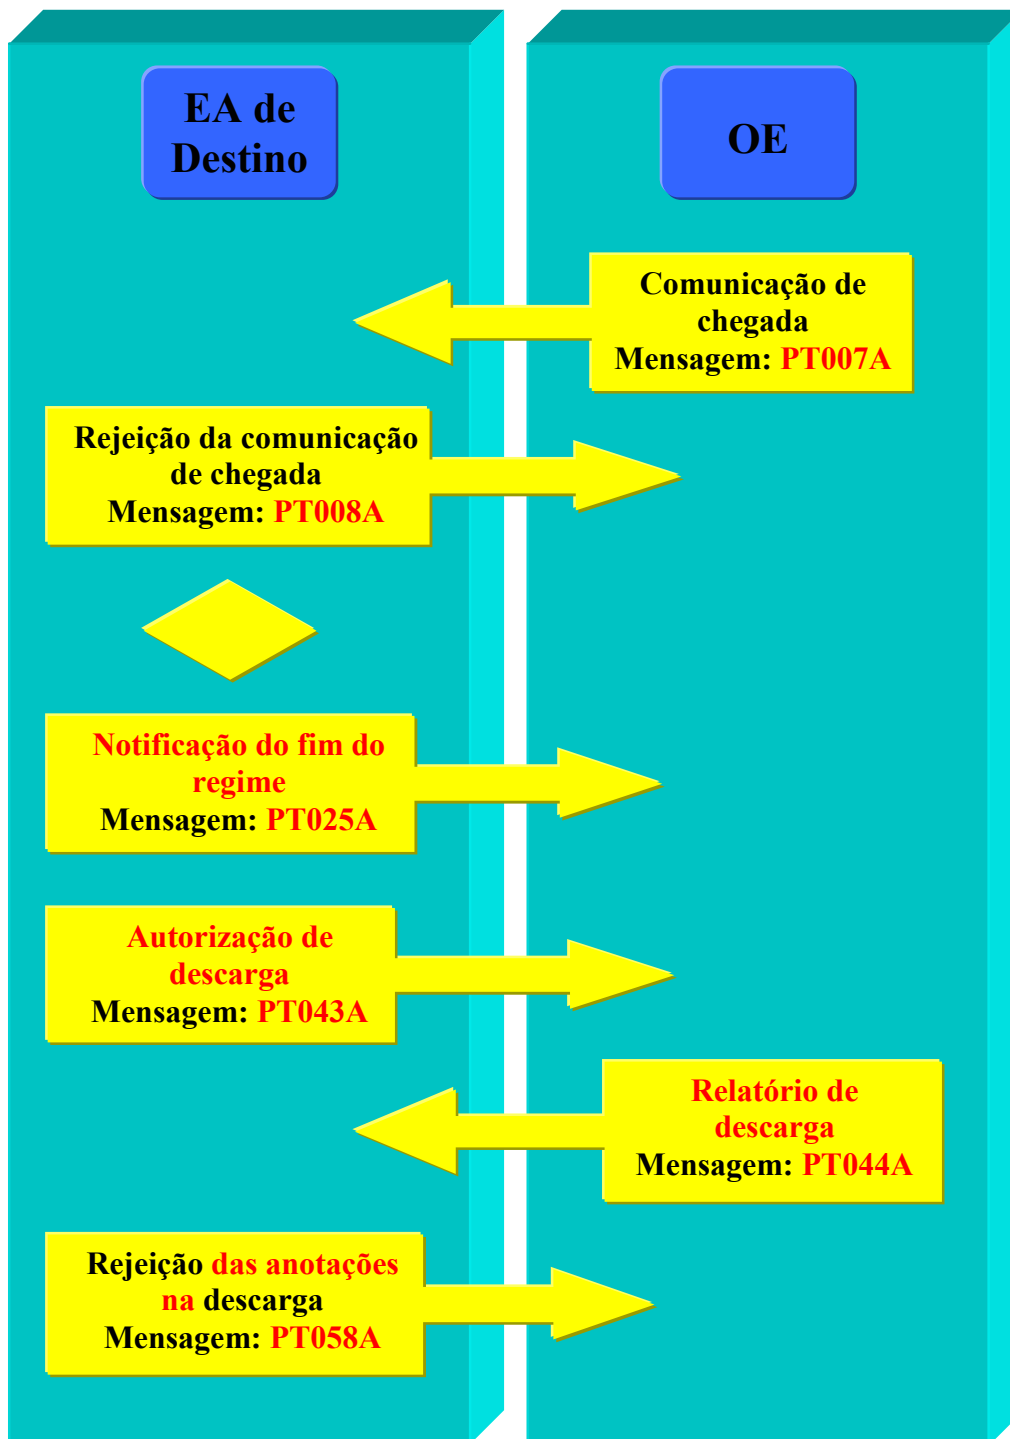 EA de
Destino
OE
Comunicação de
chegada
Mensagem: PT007A
Rejeição da comunicação
de chegada
Mensagem: PT008A
Notificação do fim do
regime
Mensagem: PT025A
Autorização de
descarga
Mensagem: PT043A
Relatório de
descarga
Mensagem: PT044A
Rejeição das anotações
na descarga
Mensagem: PT058A